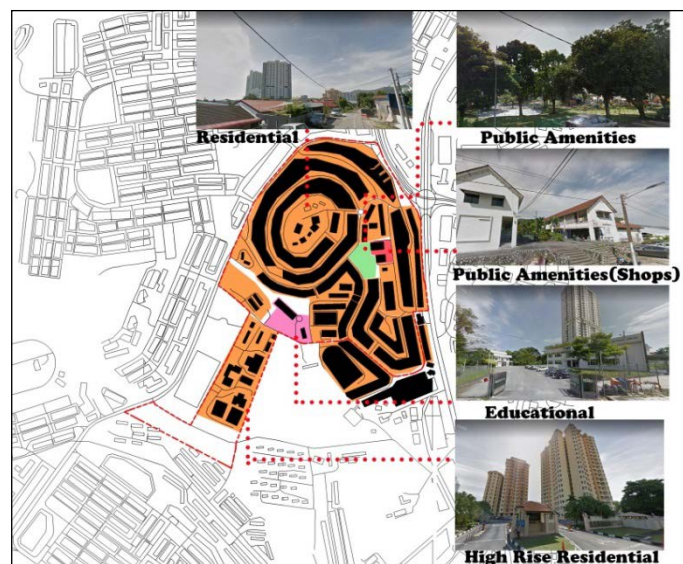 Residential
Public Amenities
Public Amenities(Shops)
Educational
High Rise Residential